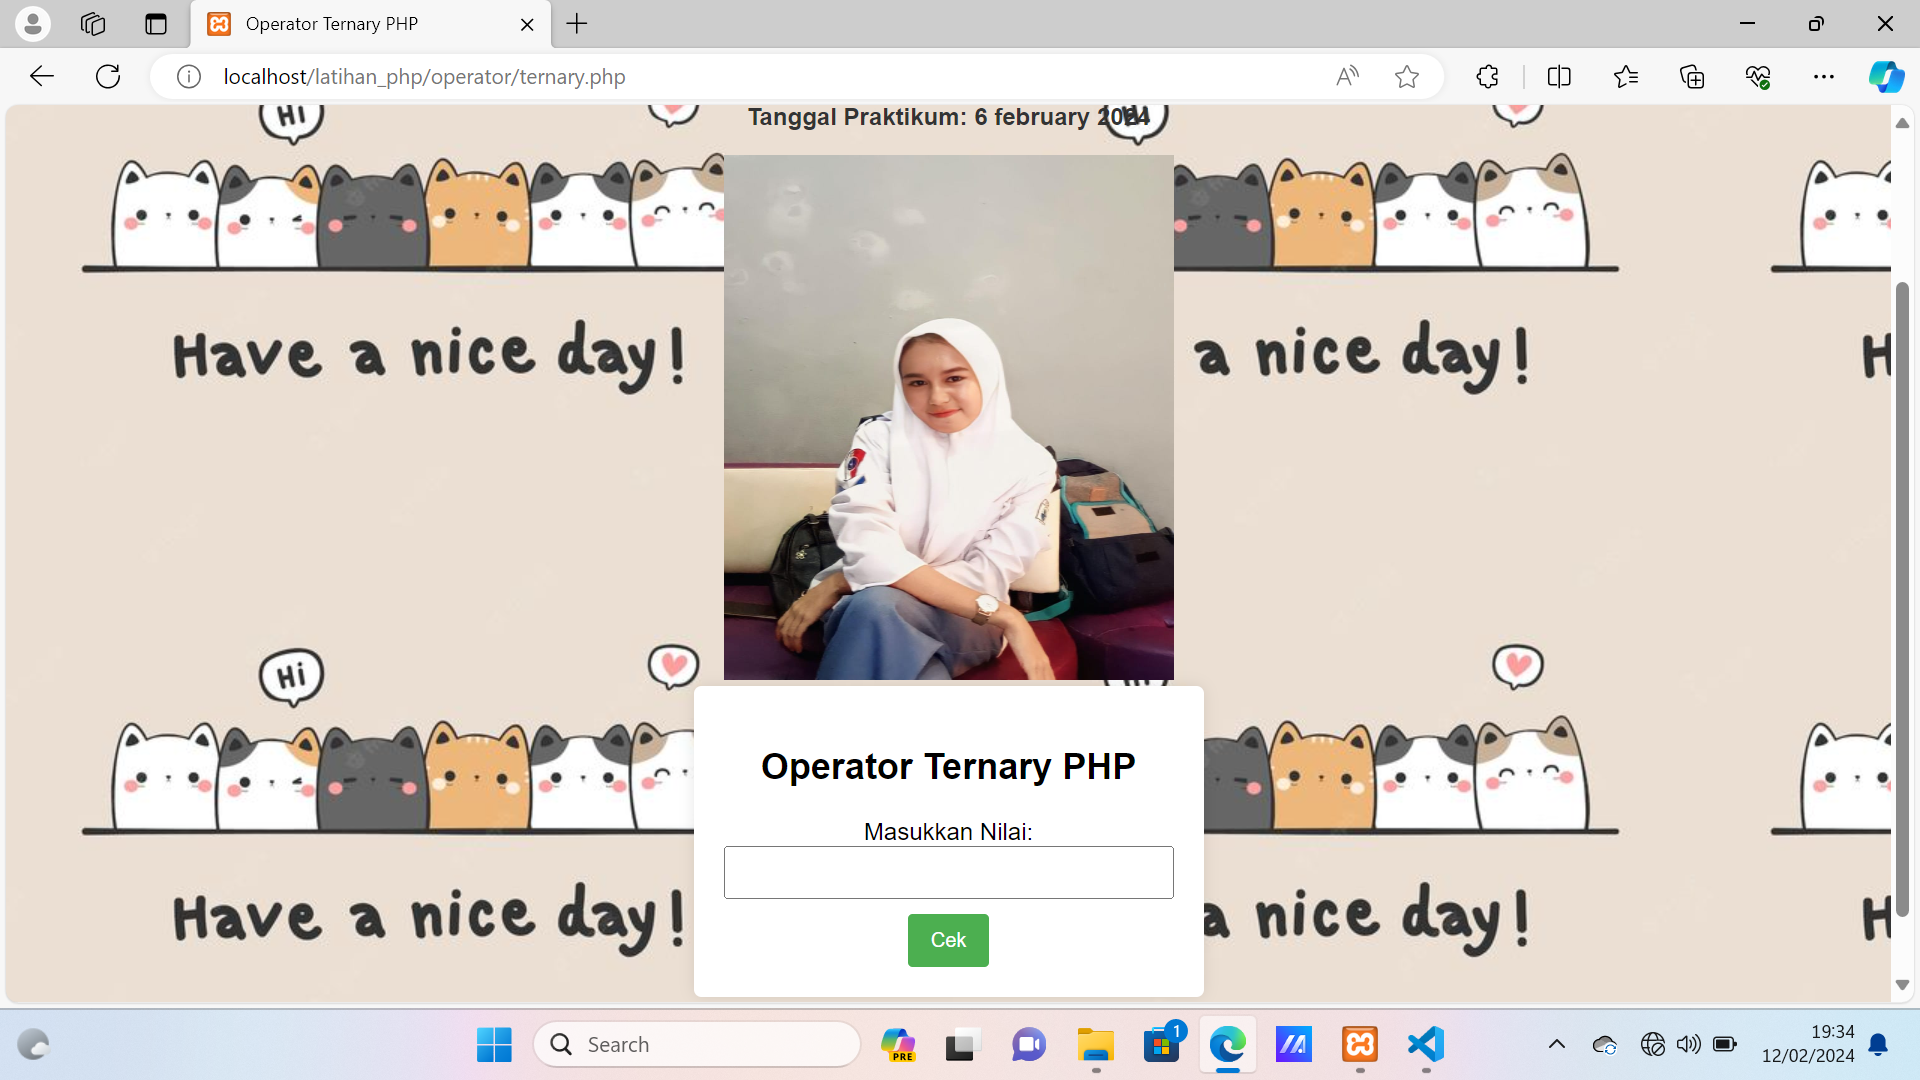 Operator Ternary PHP
localhost/latihan_php/operator/ternary.php
Hi
Tanggal Praktikum: 6 february 2024
Hi
Have a nice day!
a nice day!
H
Hi
Hi
Operator Ternary PHP
Masukkan Nilai:
Have a nice day!
a nice day!
H
Cek
Search
PRE
1
19:34
12/02/2024